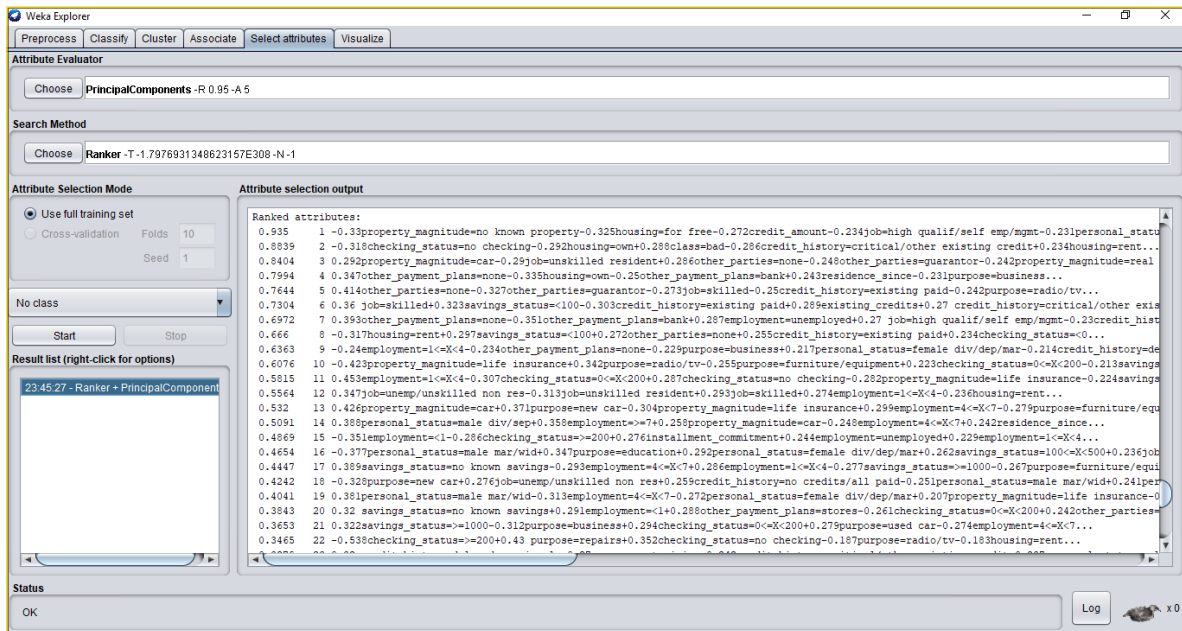 Weka Explorer
Preprocess Classify Cluster Associate Select attributes Visualize
Attribute Evaluator
Choose PrincipalComponents -R 0.95 -A 5
Search Method
Choose Ranker -T -1.7976931348623157E308 -N -1
Attribute Selection Mode
Use full training set
Cross-validation Folds 10
Seed 1
No class
Start Stop
Result list (right-click for options)
23:45:27 - Ranker + PrincipalComponent
Attribute selection output
Ranked attributes:
0.935 1 -0.33property_magnitude=no known property-0.325housing=for free-0.272credit_amount-0.234job=high qualif/self emp/mgmt-0.231personal_statu
0.8839 2 -0.318checking_status=no checking-0.292housing=own+0.288class=bad-0.286credit_history=critical/other existing credit+0.234housing=rent...
0.8404 3 0.292property_magnitude=car-0.29job=unskilled resident+0.286other_parties=none-0.248other_parties=guarantor-0.242property_magnitude=real
0.7994 4 0.347other_payment_plans=none-0.335housing=own-0.25other_payment_plans=bank+0.243residence_since-0.231purpose=business...
0.7644 5 0.414other_parties=none-0.327other_parties=guarantor-0.273job=skilled-0.25credit_history=existing paid-0.242purpose=radio/tv...
0.7304 6 0.36 job=skilled+0.323savings_status=<100-0.303credit_history=existing paid+0.289existing_credits+0.27 credit_history=critical/other exis
0.6972 7 0.393other_payment_plans=none-0.351other_payment_plans=bank+0.287employment=unemployed+0.27 job=high qualif/self emp/mgmt-0.23credit_hist
0.666 8 -0.317housing=rent+0.297savings_status=<100+0.272other_parties=none+0.255credit_history=existing paid+0.234checking_status=<0...
0.6363 9 -0.24employment=1<=X<4-0.234other_payment_plans=none-0.229purpose=business+0.217personal_status=female div/dep/mar-0.214credit_history=de
0.6076 10 -0.423property_magnitude=life insurance+0.342purpose=radio/tv-0.255purpose=furniture/equipment+0.223checking_status=0<=X<200-0.213savings
0.5815 11 0.453employment=1<=X<4-0.307checking_status=0<=X<200+0.287checking_status=no checking-0.282property_magnitude=life insurance-0.224savings
0.5564 12 0.347job=unemp/unskilled non res-0.313job=unskilled resident+0.293job=skilled+0.274employment=1<=X<4-0.236housing=rent...
0.532 13 0.426property_magnitude=car+0.371purpose=new car-0.304property_magnitude=life insurance+0.299employment=4<=X<7-0.279purpose=furniture/equ
0.5091 14 0.388personal_status=male div/sep+0.358employment=>=7+0.258property_magnitude=car-0.248employment=4<=X<7+0.242residence_since...
0.4869 15 -0.351employment=<1-0.286checking_status=>=200+0.276installment_commitment+0.244employment=unemployed+0.229employment=1<=X<4...
0.4654 16 -0.377personal_status=male mar/wid+0.347purpose=education+0.292personal_status=female div/dep/mar+0.262savings_status=100<=X<500+0.236job
0.4447 17 0.389savings_status=no known savings-0.293employment=4<=X<7+0.286employment=1<=X<4-0.277savings_status=>=1000-0.267purpose=furniture/equi
0.4242 18 -0.328purpose=new car+0.276job=unemp/unskilled non res+0.259credit_history=no credits/all paid-0.251personal_status=male mar/wid+0.241per
0.4041 19 0.381personal_status=male mar/wid-0.313employment=4<=X<7-0.272personal_status=female div/dep/mar+0.207property_magnitude=life insurance-0
0.3843 20 0.32 savings_status=no known savings+0.291employment=<1+0.288other_payment_plans=stores-0.261checking_status=0<=X<200+0.242other_parties=
0.3653 21 0.322savings_status=>=1000-0.312purpose=business+0.294checking_status=0<=X<200+0.279purpose=used car-0.274employment=4<=X<7...
0.3465 22 -0.538checking_status=>=200+0.43 purpose=repairs+0.352checking_status=no checking-0.187purpose=radio/tv-0.183housing=rent...
Status
OK
Log x 0